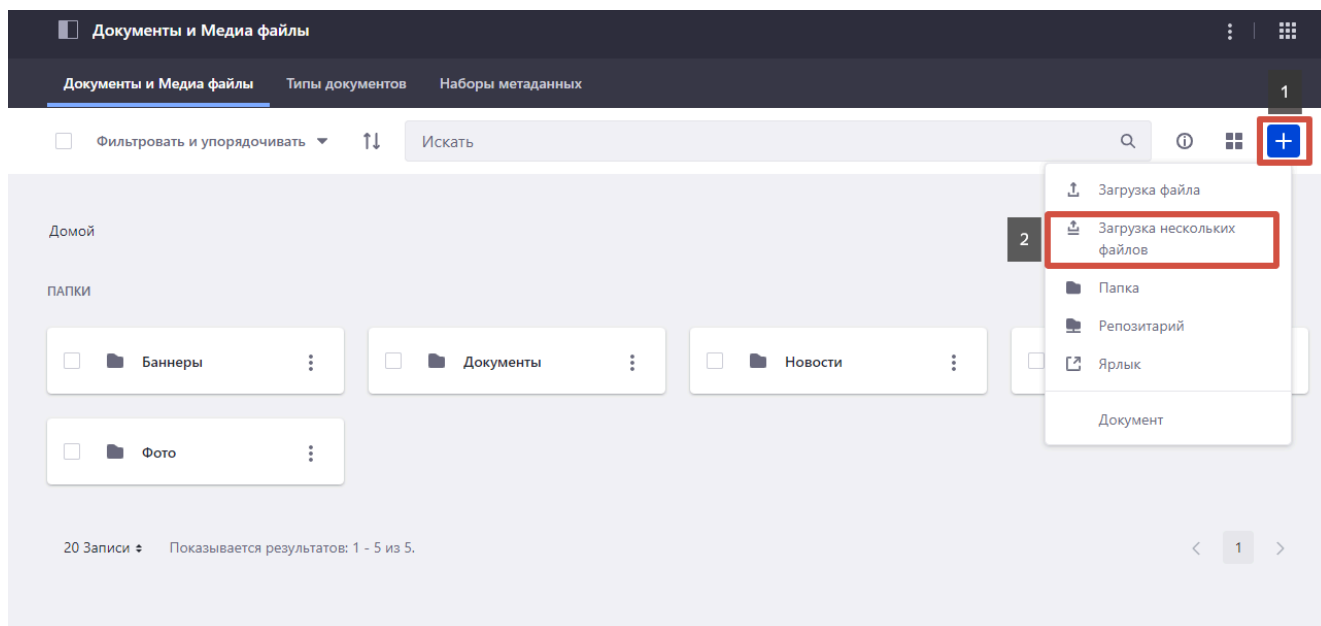 Документы и Медиа файлы
Документы и Медиа файлы Типы документов Наборы метаданных
1
Фильтровать и упорядочивать Искать
Загрузка файла
2
Загрузка нескольких
файлов
Папка
Репозитарий
Ярлык
Документ
Домой
ПАПКИ
Баннеры Документы Новости
Фото
20 Записи Показывается результатов: 1 - 5 из 5. 1